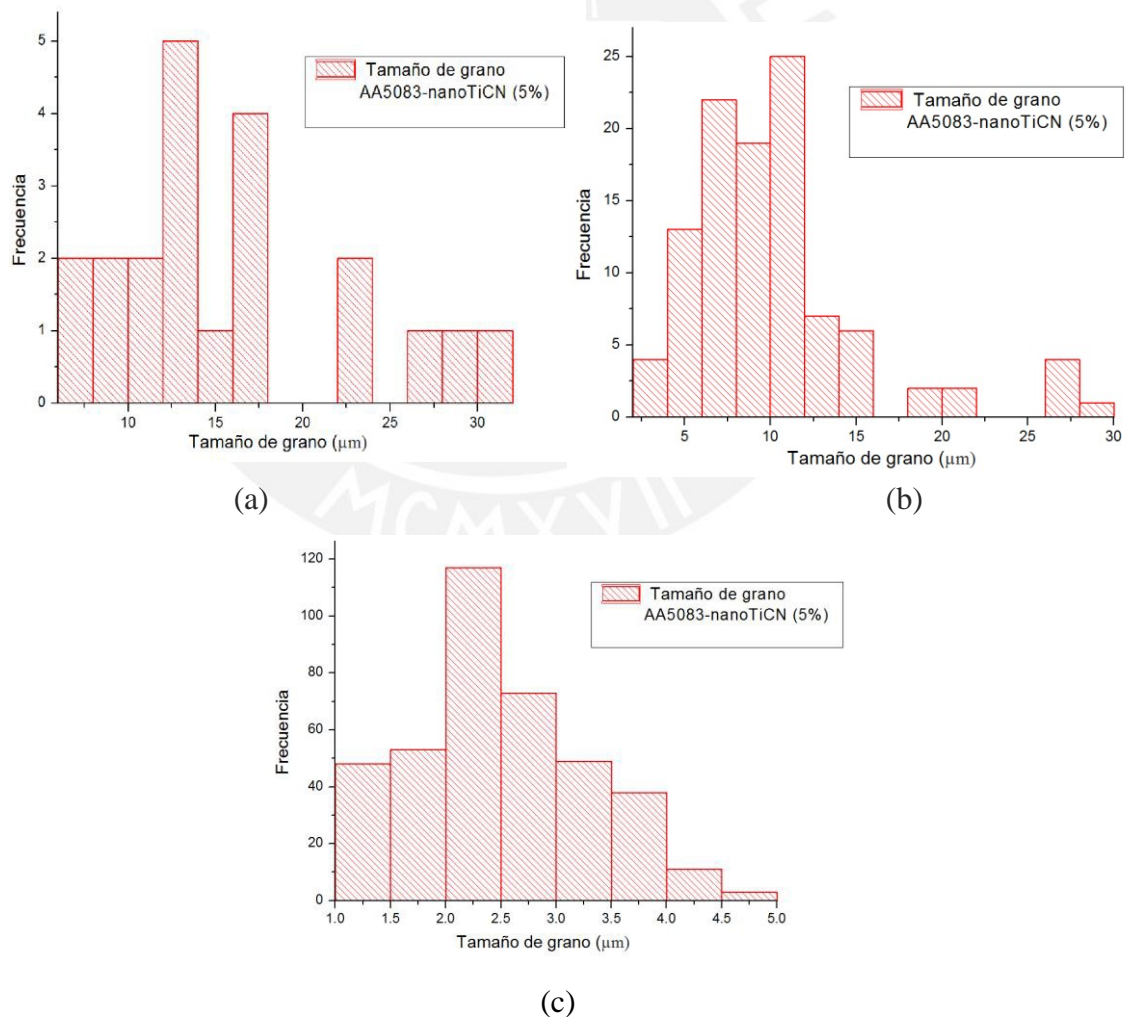 5
4
3
2
1
0
Frecuencia
10
15
20
25
30
Tamaño de grano (µm)
Tamaño de grano
AA5083-nanoTiCN (5%)
(a)
25
20
15
10
5
0
Frecuencia
5
10
15
20
25
30
Tamaño de grano (µm)
Tamaño de grano
AA5083-nanoTiCN (5%)
(b)
MCMXVII
120
100
80
60
40
20
0
Frecuencia
1.0
1.5
2.0
2.5
3.0
3.5
4.0
4.5
5.0
Tamaño de grano (µm)
Tamaño de grano
AA5083-nanoTiCN (5%)
(c)